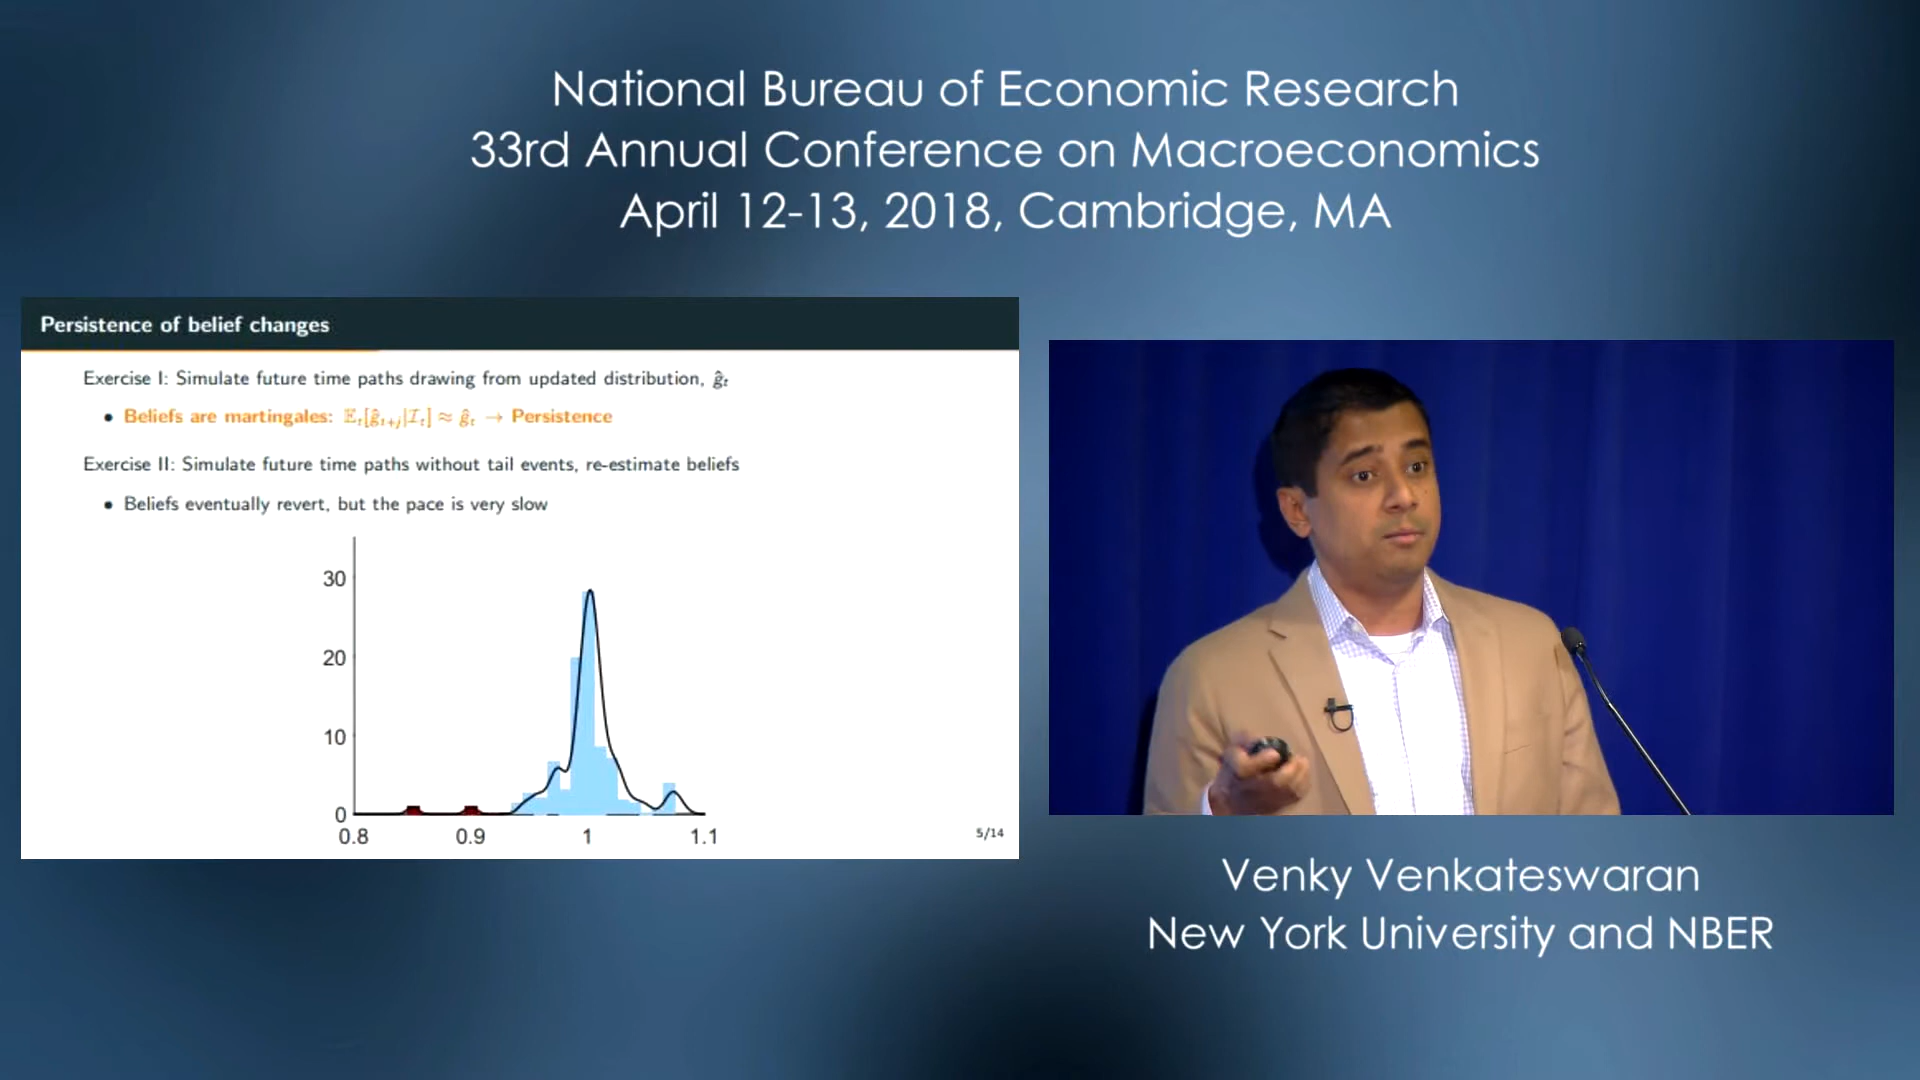 National Bureau of Economic Research
33rd Annual Conference on Macroeconomics
April 12-13, 2018, Cambridge, MA
Persistence of belief changes
Exercise I: Simulate future time paths drawing from updated distribution, ĝₜ
• Beliefs are martingales: 𝔼ₜ[ĝₜ₊ⱼ|ℐₜ] ≈ ĝₜ → Persistence
Exercise II: Simulate future time paths without tail events, re-estimate beliefs
• Beliefs eventually revert, but the pace is very slow
30
20
10
0
0.8 0.9 1 1.1
5/14
Venky Venkateswaran
New York University and NBER